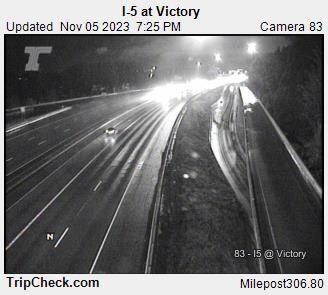 I-5 at Victory
Updated Nov 05 2023 7:25 PM Camera 83
T
N
83 - I5 @ Victory
TripCheck.com Milepost306.80